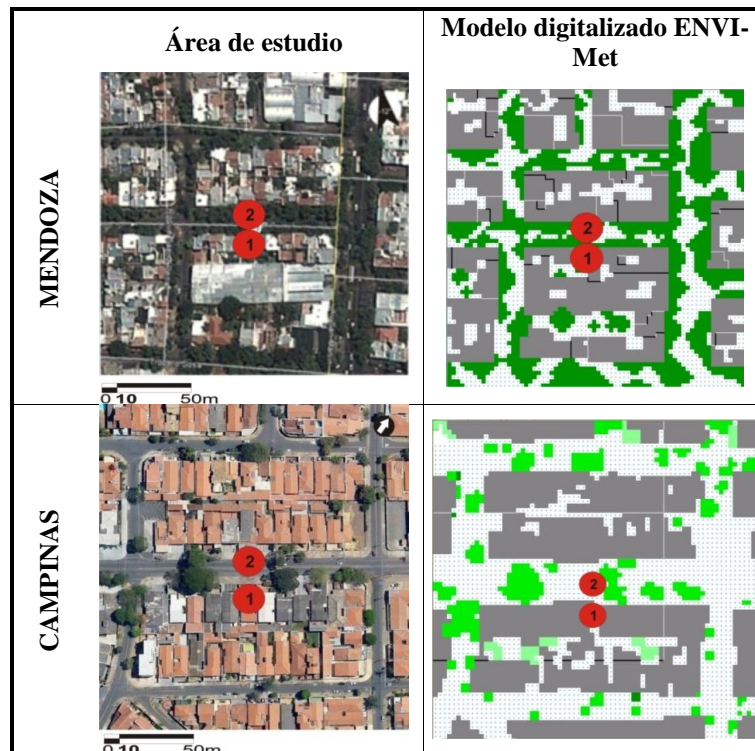 Área de estudio
Modelo digitalizado ENVI-
Met
MENDOZA
2
1
0 10 50m
2
1
CAMPINAS
2
1
0 10 50m
2
1